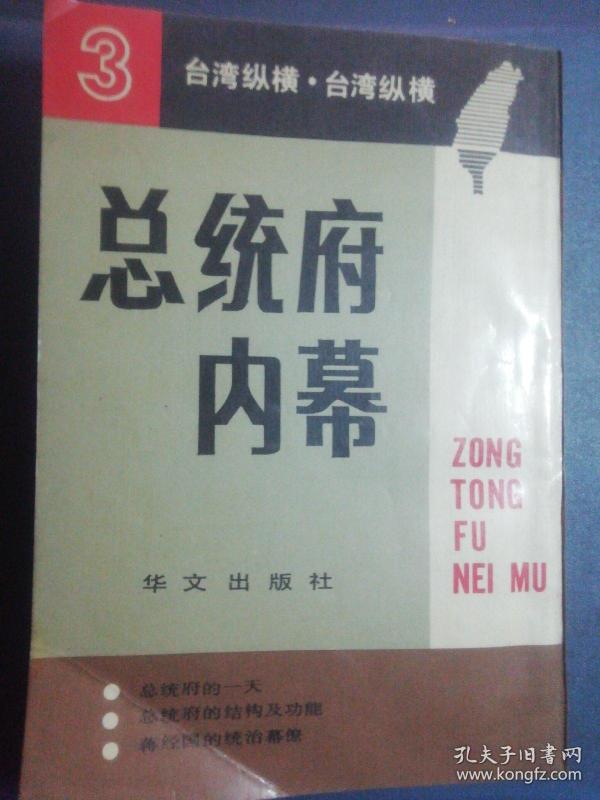 3
台湾纵横·台湾纵横
总统府
内幕
ZONG
TONG
FU
NEI MU
华文出版社
总统府的一天
总统府的结构及功能
蒋经国的统治幕僚
孔夫子旧书网
www.kongfz.com